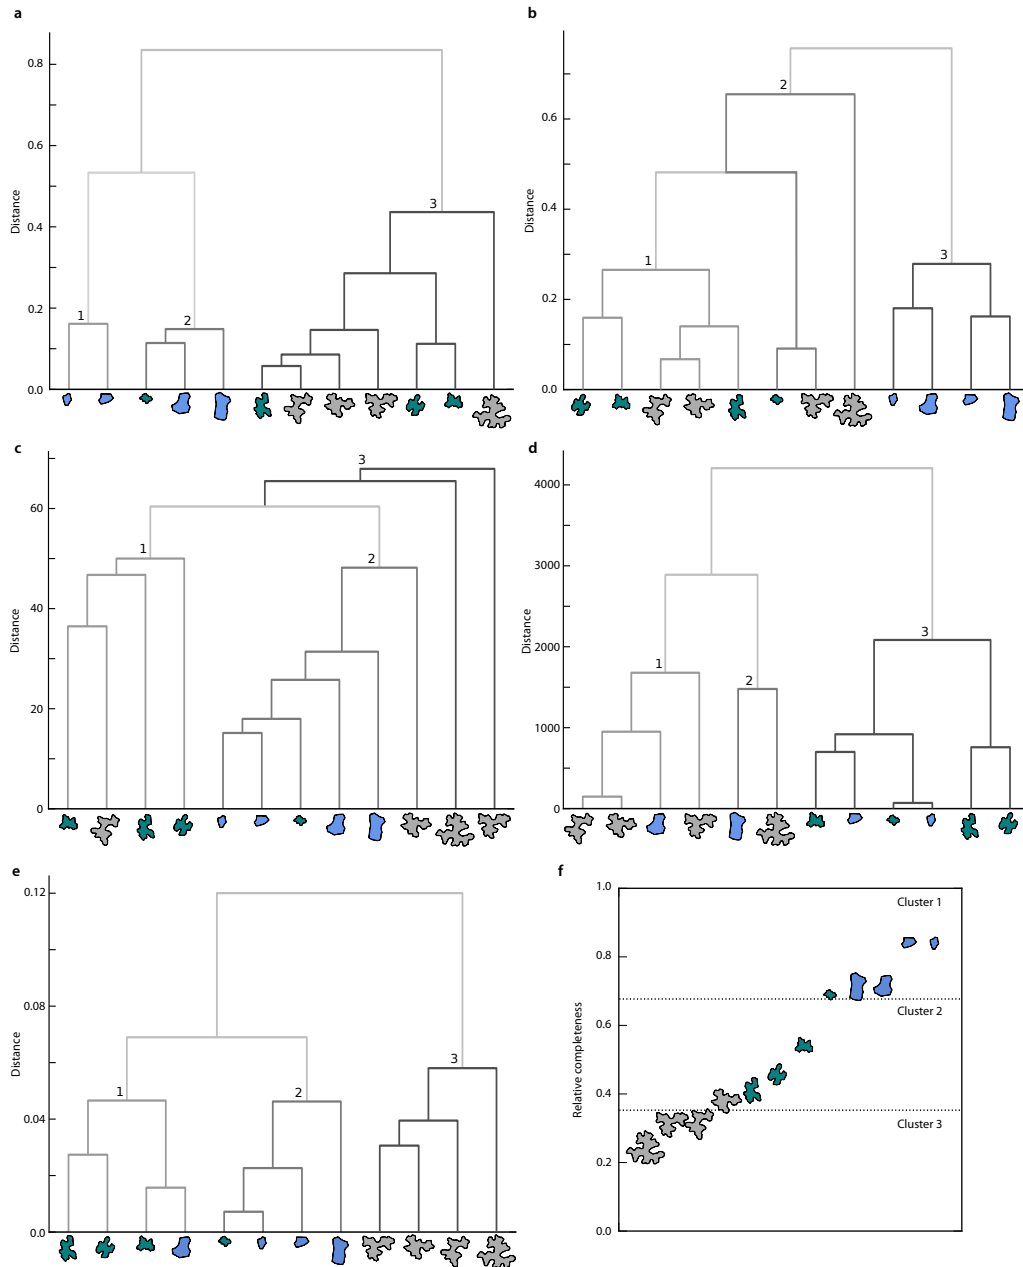 a
0.8
0.6
0.4
0.2
0.0
Distance
1
2
3
b
0.6
0.4
0.2
0.0
Distance
1
2
3
c
60
40
20
0
Distance
1
2
3
d
4000
3000
2000
1000
0
Distance
1
2
3
e
0.12
0.08
0.04
0.0
Distance
1
2
3
f
1.0
0.8
0.6
0.4
0.2
0.0
Relative completeness
Cluster 1
Cluster 2
Cluster 3